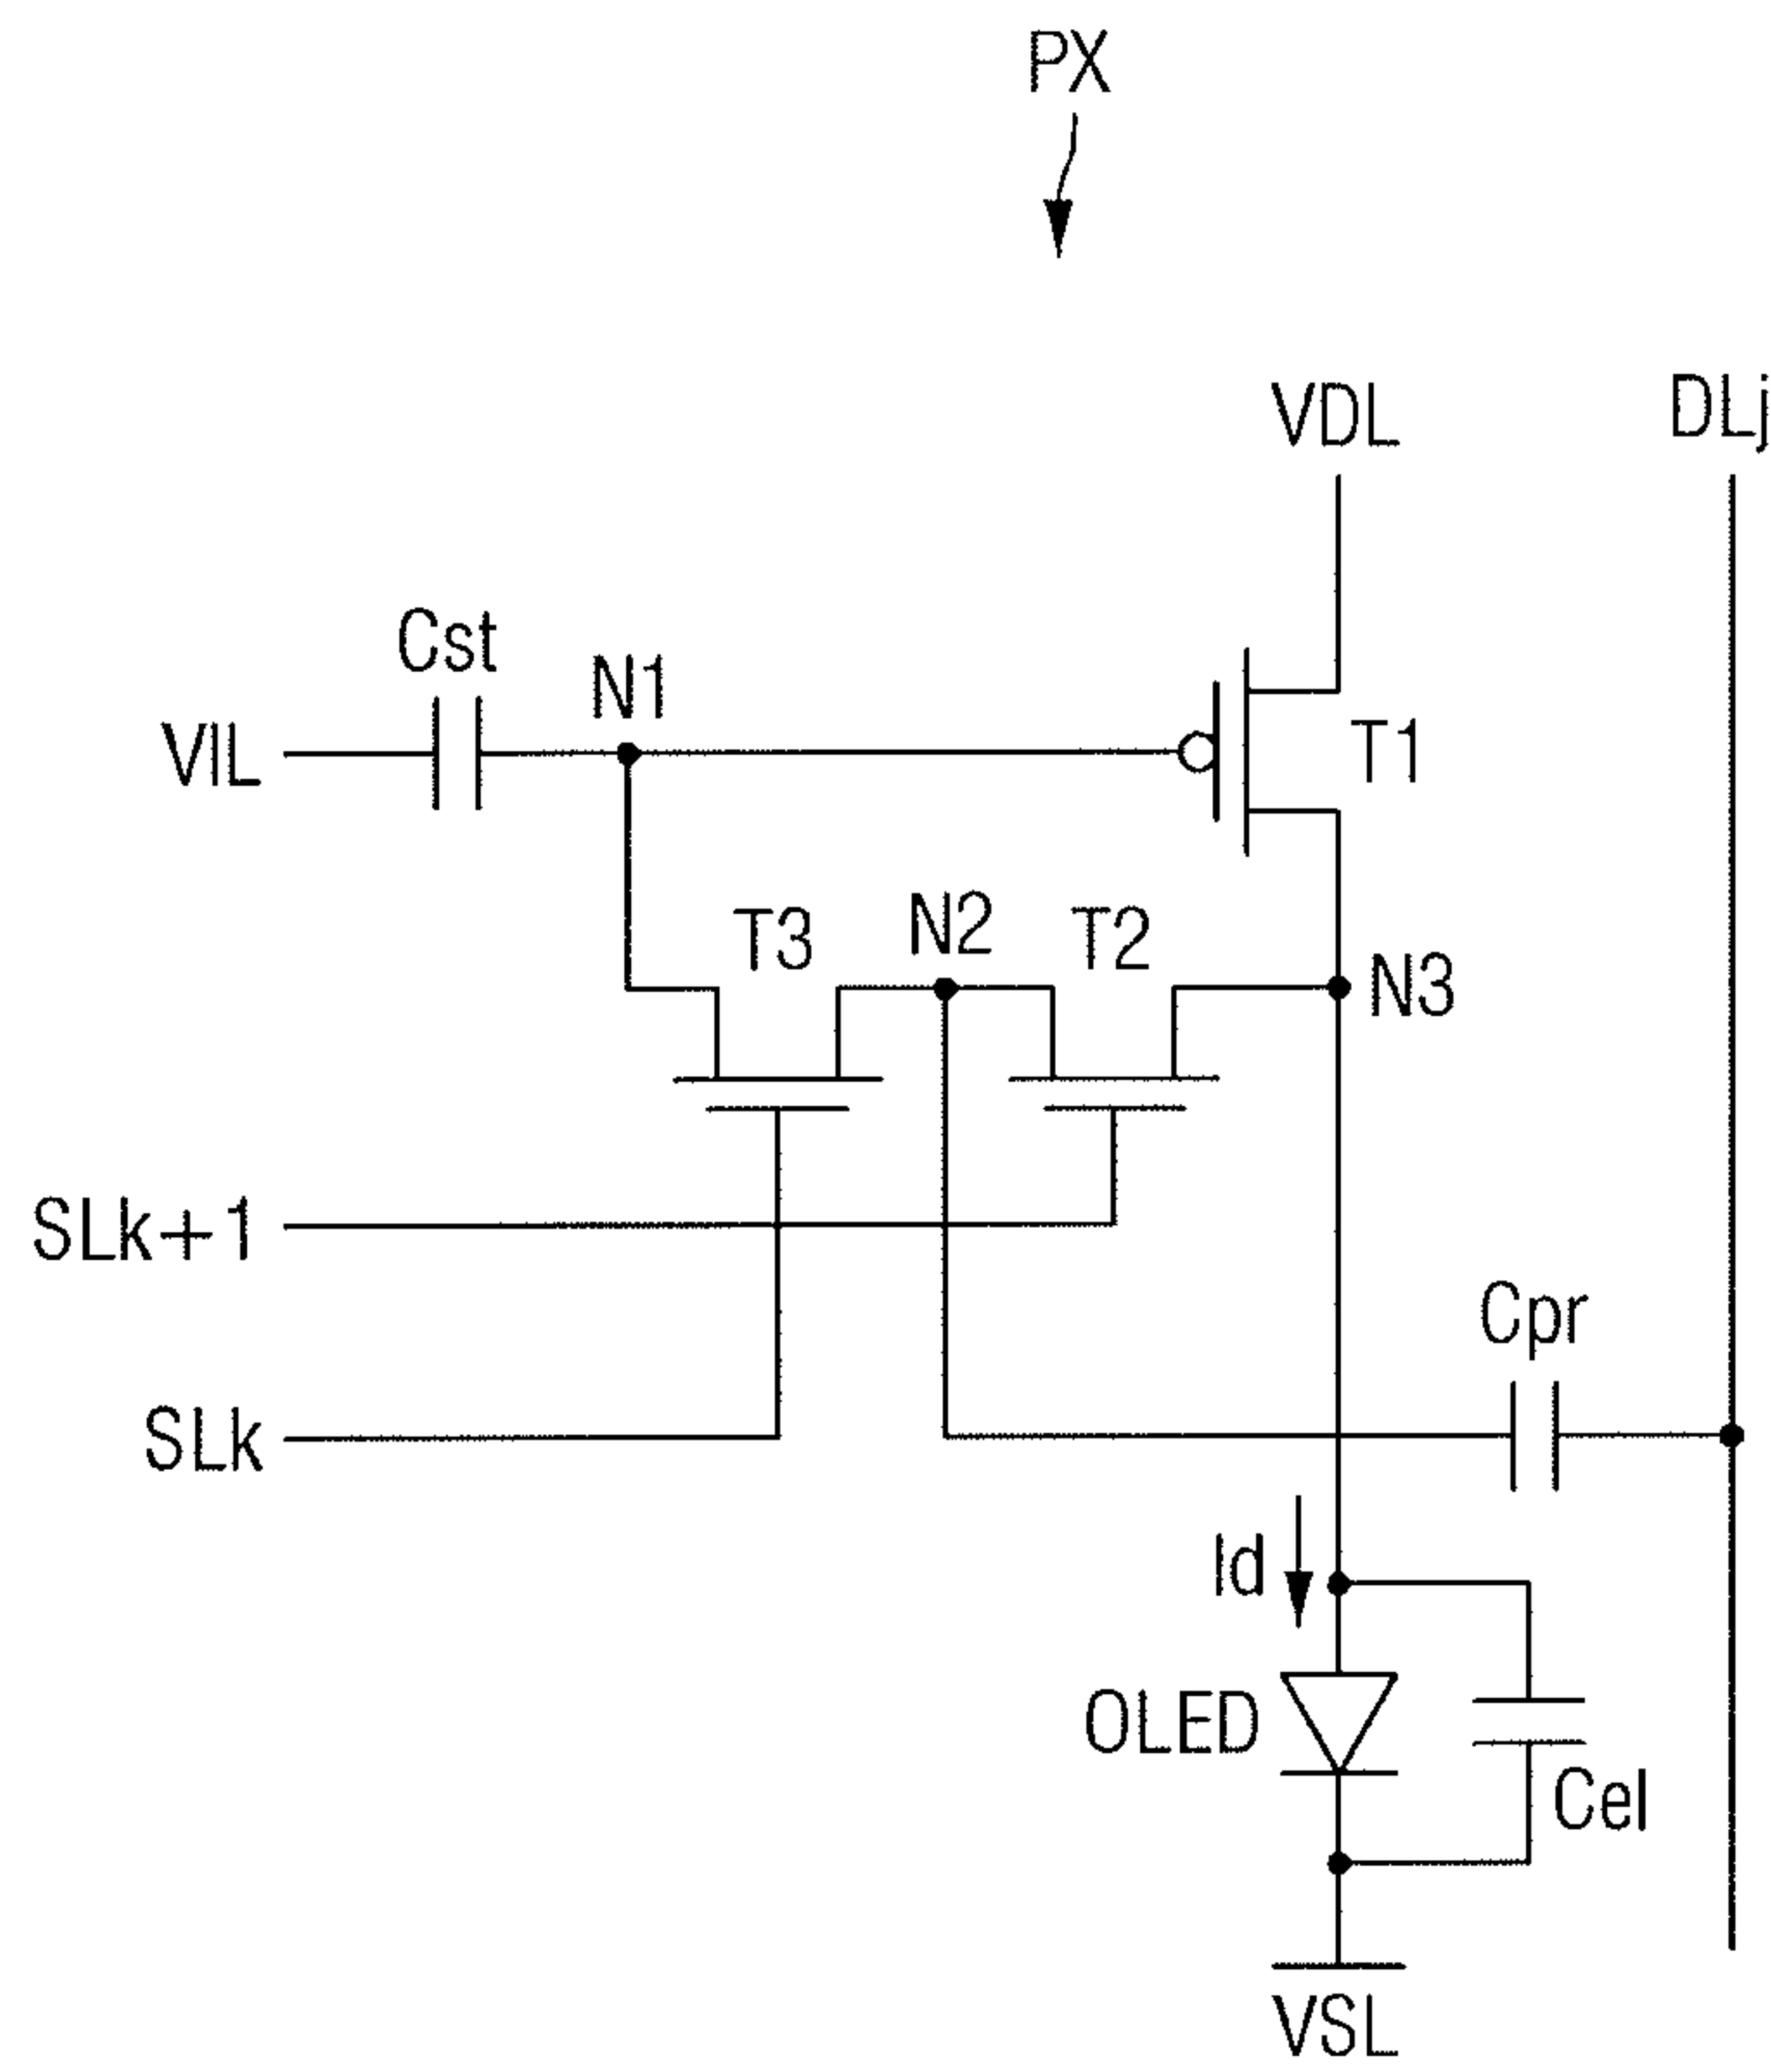 PX
VDL
DLj
Cst
N1
VIL
T1
T3
N2
T2
N3
SLk+1
Cpr
SLk
Id
OLED
Cel
VSL